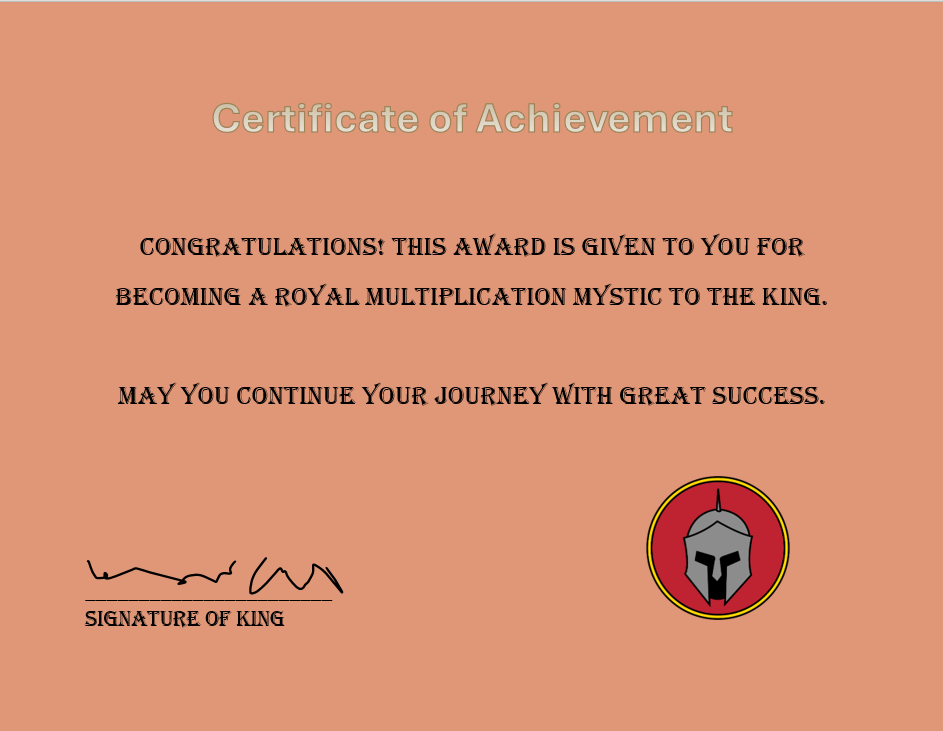 Certificate of Achievement
CONGRATULATIONS! THIS AWARD IS GIVEN TO YOU FOR
BECOMING A ROYAL MULTIPLICATION MYSTIC TO THE KING.
MAY YOU CONTINUE YOUR JOURNEY WITH GREAT SUCCESS.
SIGNATURE OF KING